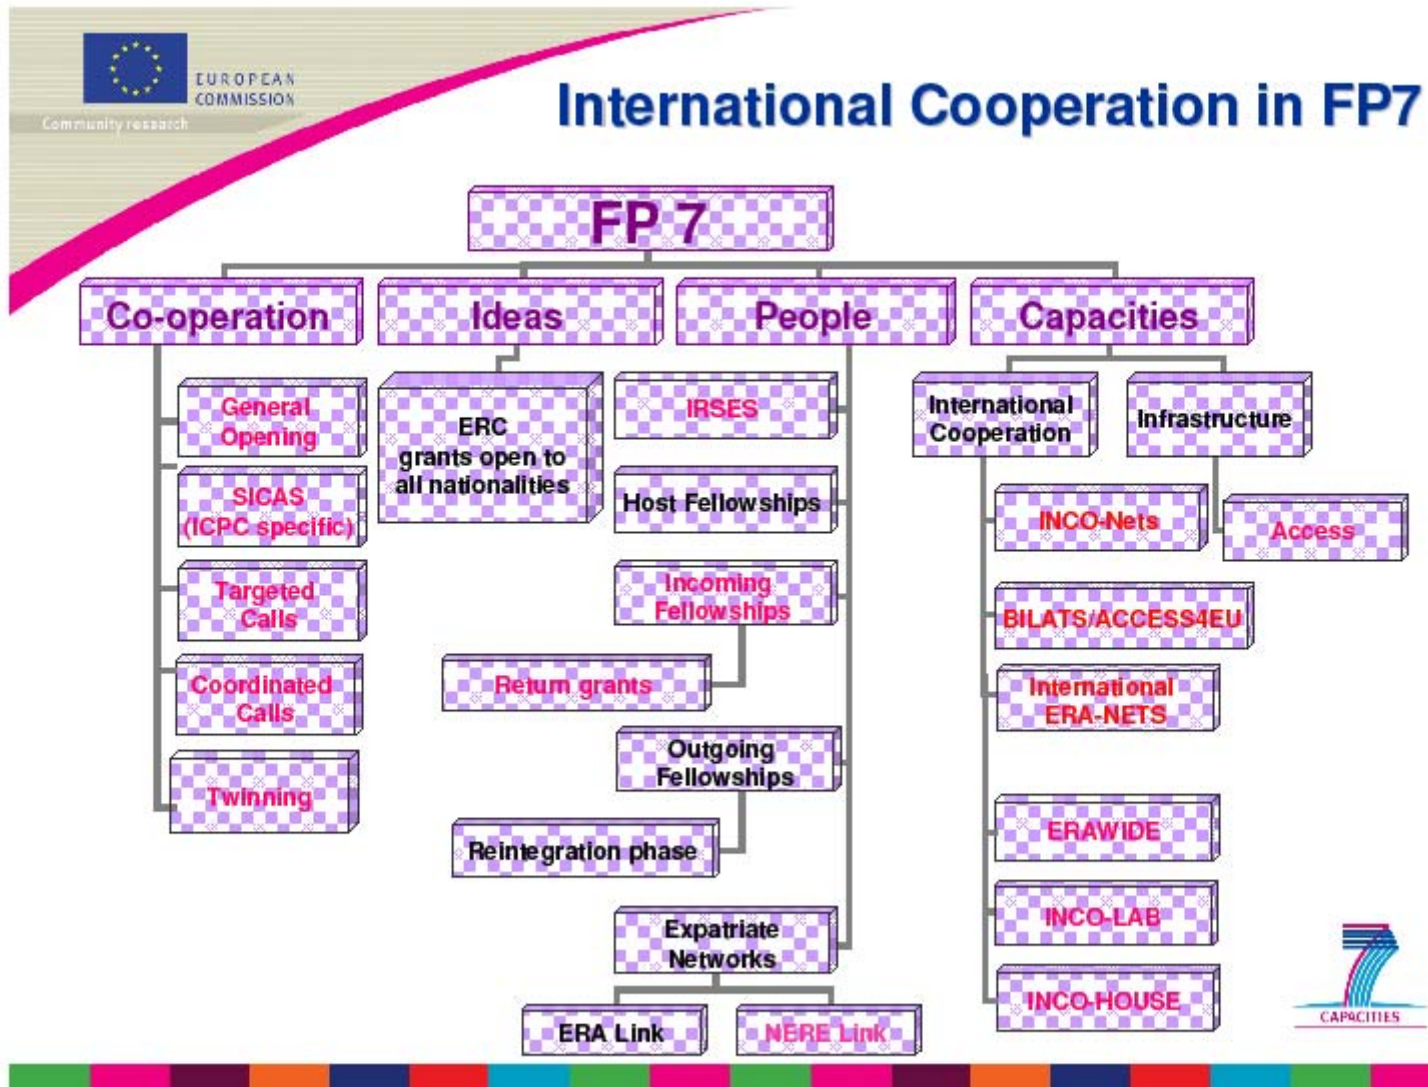 EUROPEAN
COMMISSION
Community research
International Cooperation in FP7
FP 7
Co-operation
Ideas
People
Capacities
General
Opening
SICAS
(ICPC specific)
Targeted
Calls
Coordinated
Calls
Twinning
ERC
grants open to
all nationalities
IRSES
Host Fellowships
Incoming
Fellowships
Return grants
Outgoing
Fellowships
Reintegration phase
Expatriate
Networks
ERA Link
NERE Link
International
Cooperation
Infrastructure
INCO-Nets
Access
BILATS/ACCESS4EU
International
ERA-NETS
ERAWIDE
INCO-LAB
INCO-HOUSE
7
CAPACITIES